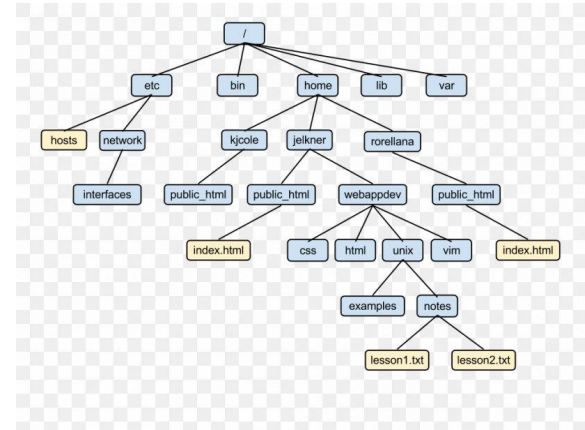 /
etc bin home lib var
hosts network kjcole jelkner rorellana
interfaces public_html public_html webappdev public_html
index.html css html unix vim index.html
examples notes
lesson1.txt lesson2.txt